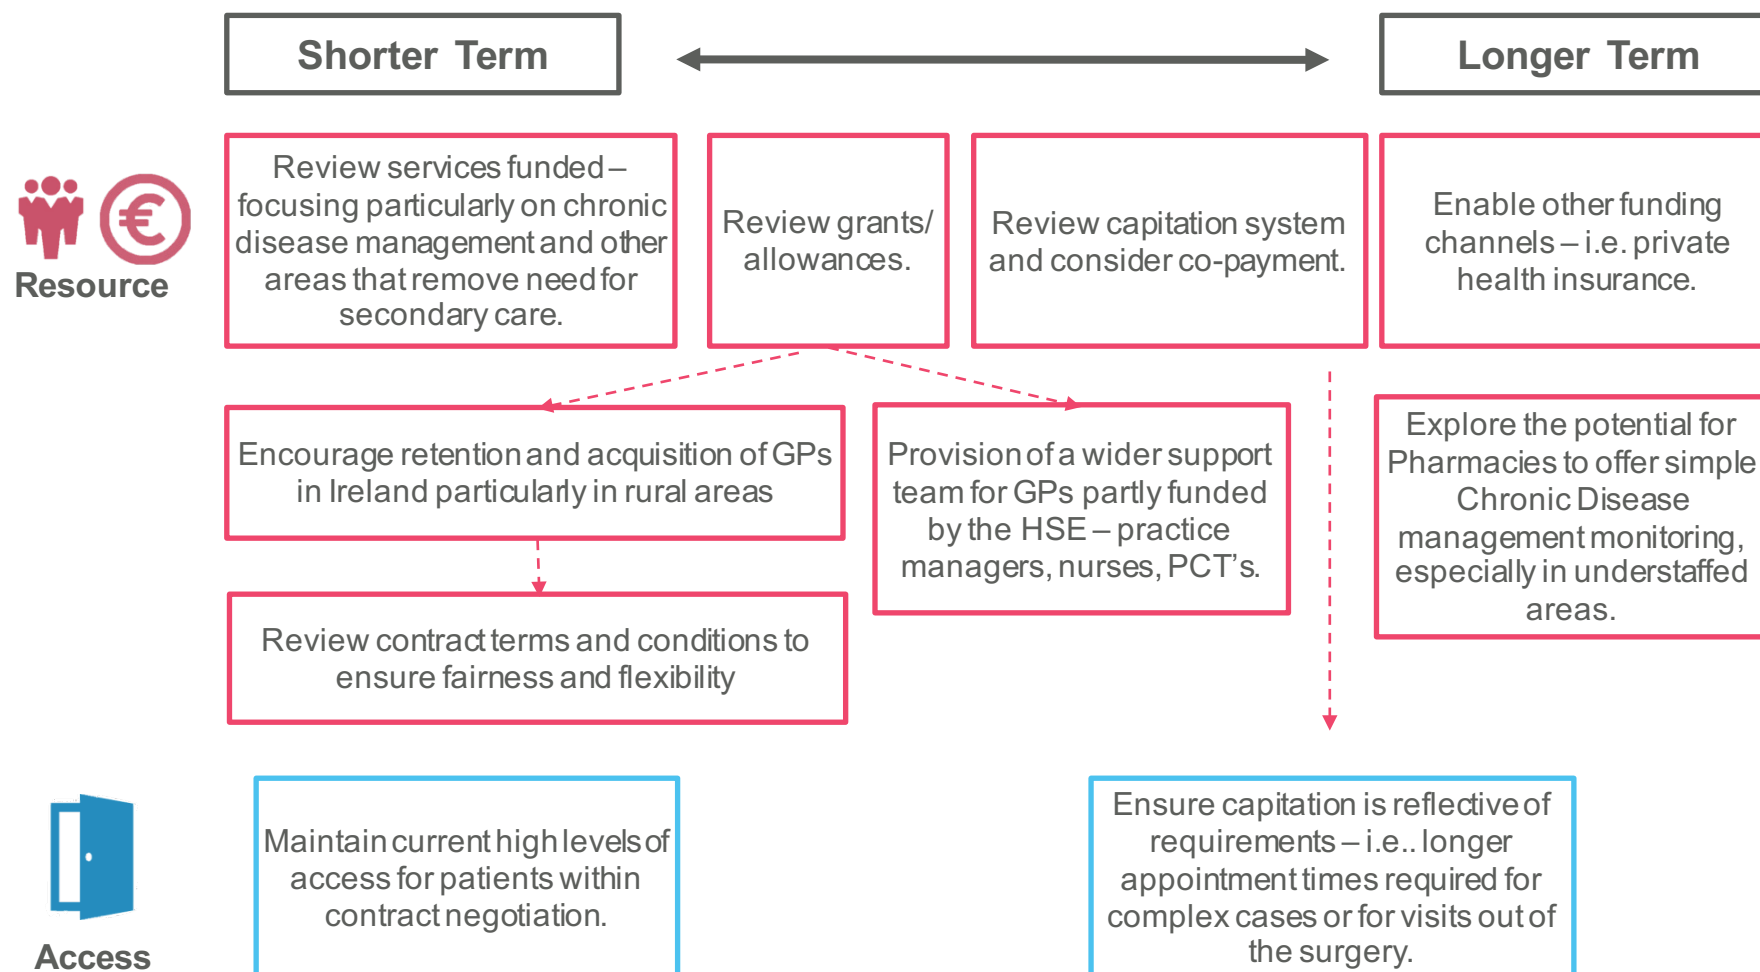 Shorter Term
Longer Term
Resource
Review services funded –
focusing particularly on chronic
disease management and other
areas that remove need for
secondary care.
Review grants/
allowances.
Review capitation system
and consider co-payment.
Enable other funding
channels – i.e. private
health insurance.
Encourage retention and acquisition of GPs
in Ireland particularly in rural areas
Provision of a wider support
team for GPs partly funded
by the HSE – practice
managers, nurses, PCT's.
Explore the potential for
Pharmacies to offer simple
Chronic Disease
management monitoring,
especially in understaffed
areas.
Review contract terms and conditions to
ensure fairness and flexibility
Access
Maintain current high levels of
access for patients within
contract negotiation.
Ensure capitation is reflective of
requirements – i.e.. longer
appointment times required for
complex cases or for visits out of
the surgery.